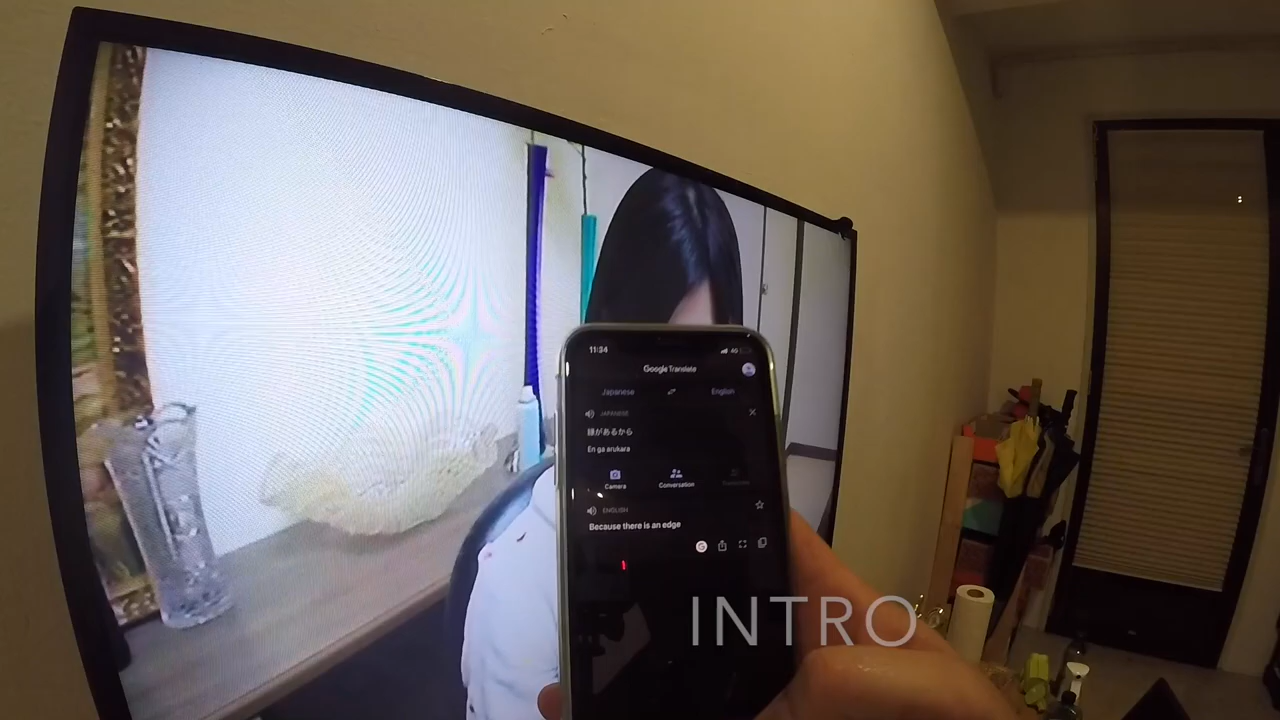 11:34
4G
Google Translate
Japanese
English
JAPANESE
縁があるから
En ga arukara
Camera
Conversation
ENGLISH
Because there is an edge
INTRO